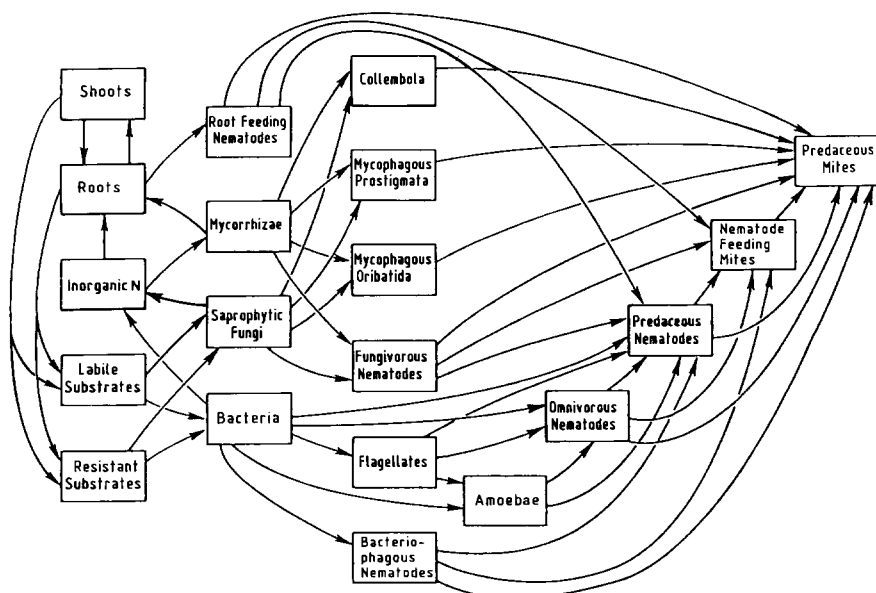 Shoots
Roots
Inorganic N
Labile
Substrates
Resistant
Substrates
Root Feeding
Nematodes
Mycorrhizae
Saprophytic
Fungi
Bacteria
Collembola
Mycophagous
Prostigmata
Mycophagous
Oribatida
Fungivorous
Nematodes
Flagellates
Bacterio-
phagous
Nematodes
Amoebae
Omnivorous
Nematodes
Predaceous
Nematodes
Nematode
Feeding
Mites
Predaceous
Mites